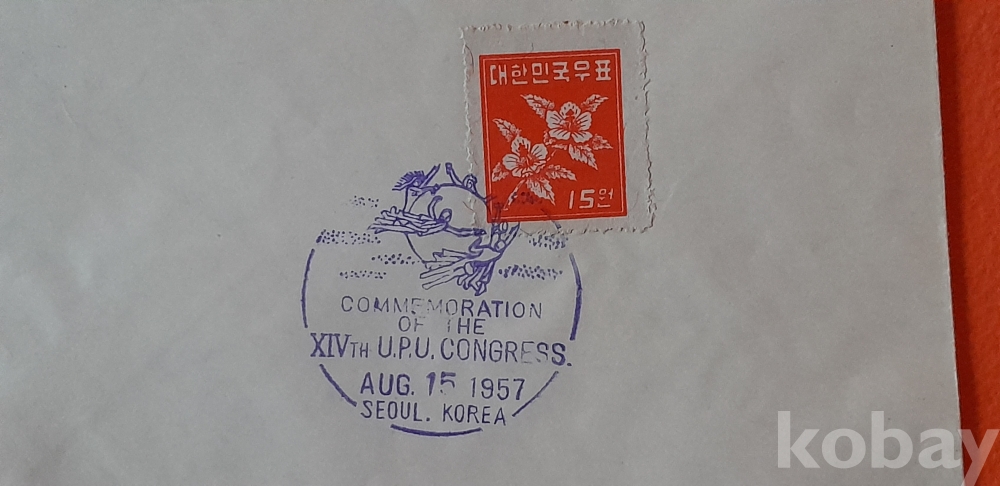 대한민국우표
15원
COMMEMORATION
OF THE
XIVTH U.P.U. CONGRESS.
AUG. 15 1957
SEOUL. KOREA
kobay